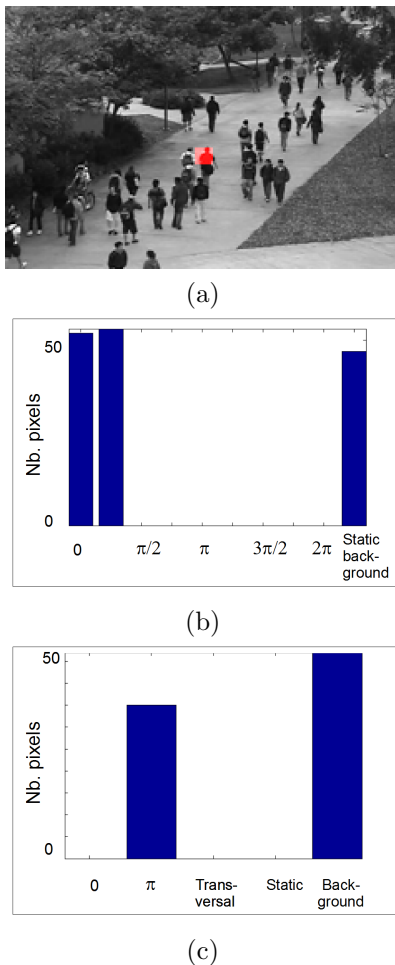 (a)
50
Nb. pixels
0
0
π/2
π
3π/2
2π
Static
back-
ground
(b)
50
Nb. pixels
0
0
π
Trans-
versal
Static
Back-
ground
(c)